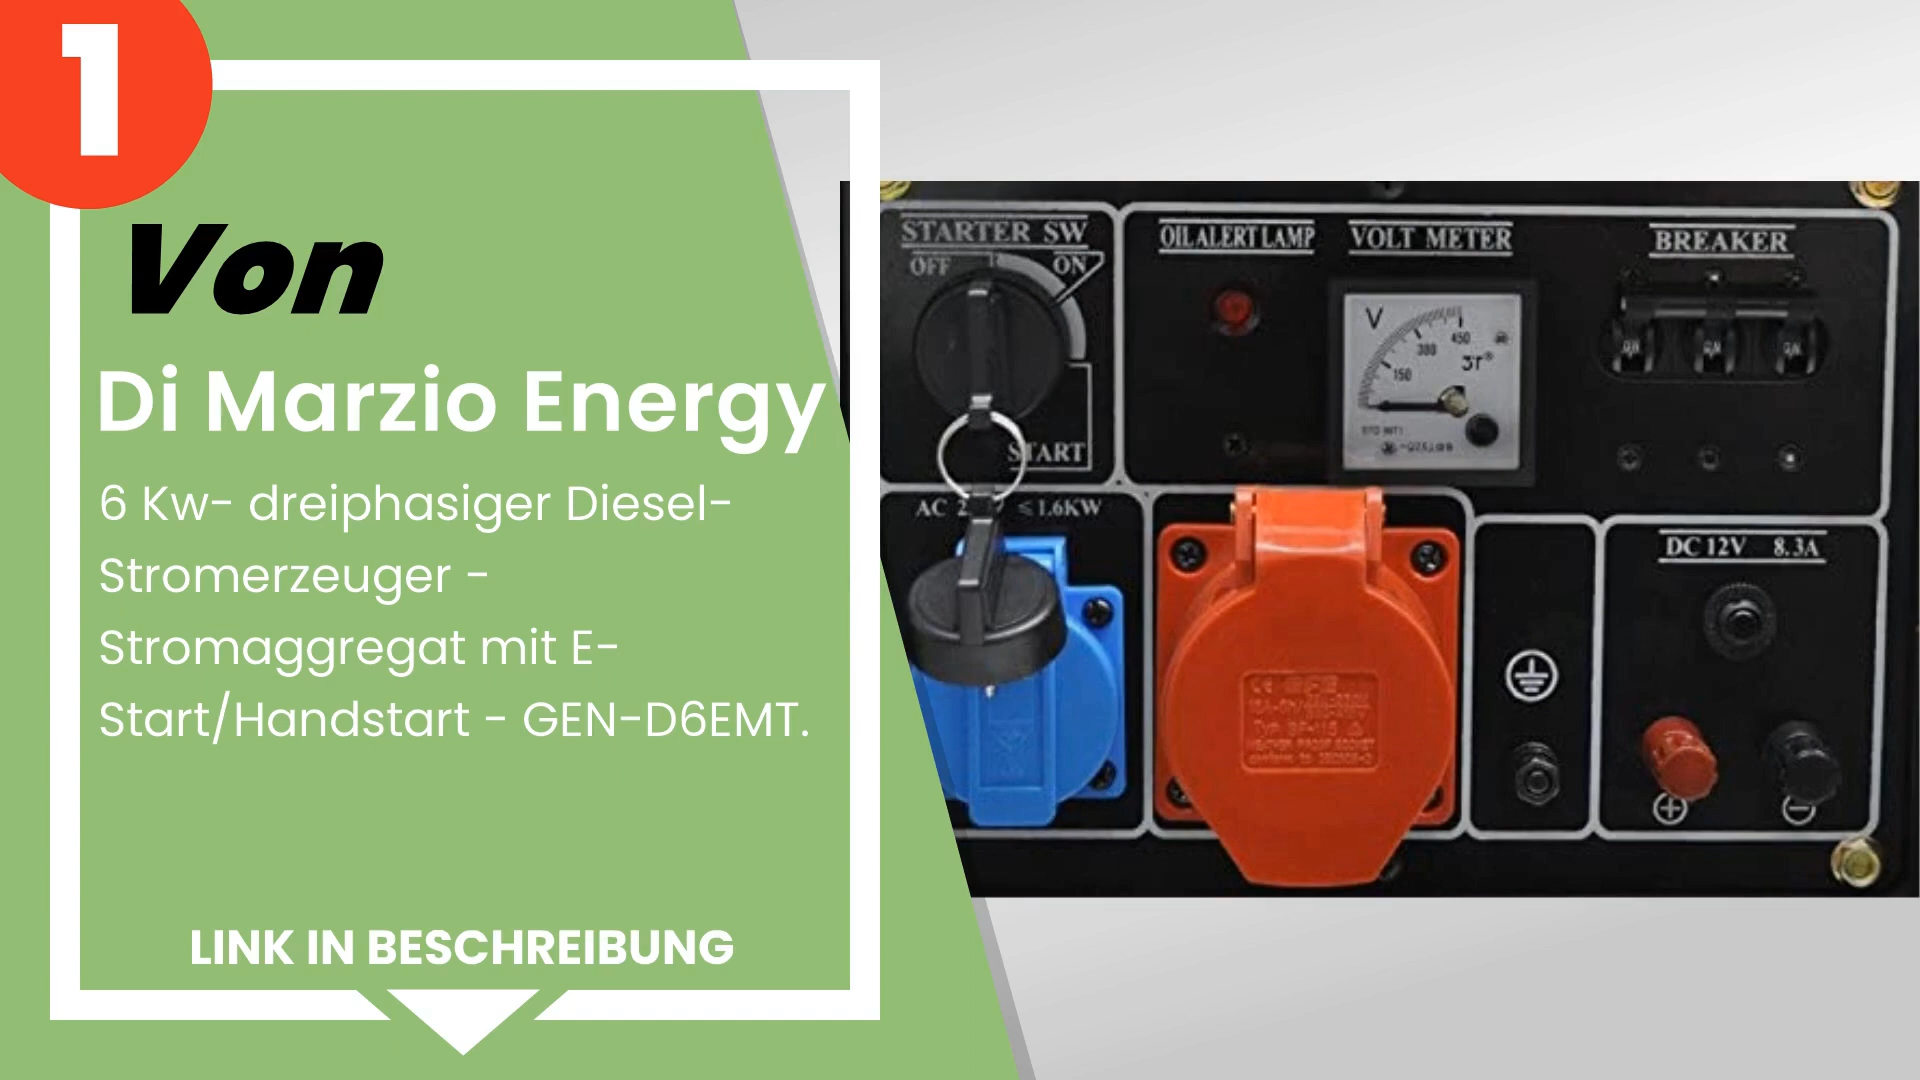 1
Von
Di Marzio Energy
6 Kw- dreiphasiger Diesel-
Stromerzeuger -
Stromaggregat mit E-
Start/Handstart - GEN-D6EMT.
LINK IN BESCHREIBUNG
STARTER SW
OFF
ON
START
OIL ALERT LAMP
VOLT METER
V
150
300
450
BREAKER
AC
≤1.6KW
DC 12V 8.3A